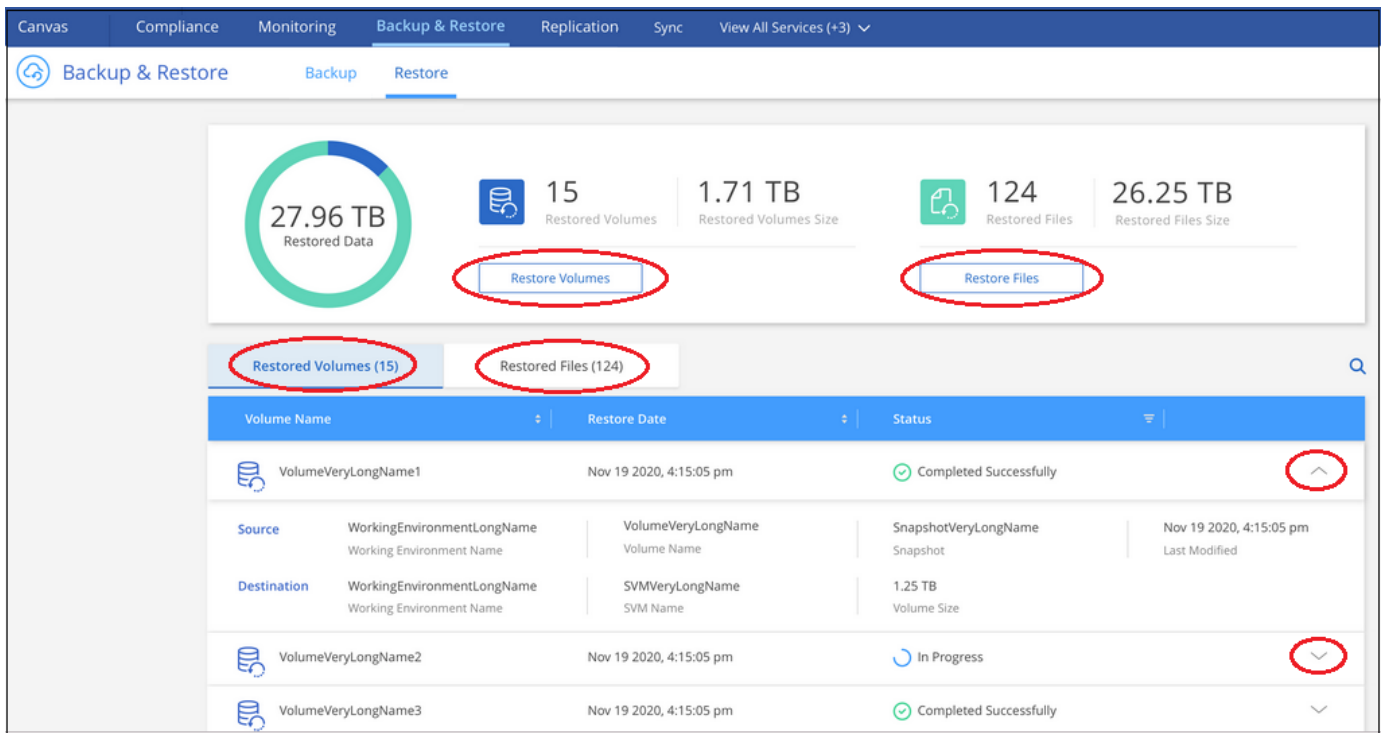 Canvas Compliance Monitoring Backup & Restore Replication Sync View All Services (+3)
Backup & Restore Backup Restore
27.96 TB
Restored Data
15 1.71 TB
Restored Volumes Restored Volumes Size
Restore Volumes
124 26.25 TB
Restored Files Restored Files Size
Restore Files
Restored Volumes (15) Restored Files (124)
Volume Name Restore Date Status
VolumeVeryLongName1 Nov 19 2020, 4:15:05 pm Completed Successfully
Source WorkingEnvironmentLongName VolumeVeryLongName SnapshotVeryLongName Nov 19 2020, 4:15:05 pm
Working Environment Name Volume Name Snapshot Last Modified
Destination WorkingEnvironmentLongName SVMVeryLongName 1.25 TB
Working Environment Name SVM Name Volume Size
VolumeVeryLongName2 Nov 19 2020, 4:15:05 pm In Progress
VolumeVeryLongName3 Nov 19 2020, 4:15:05 pm Completed Successfully